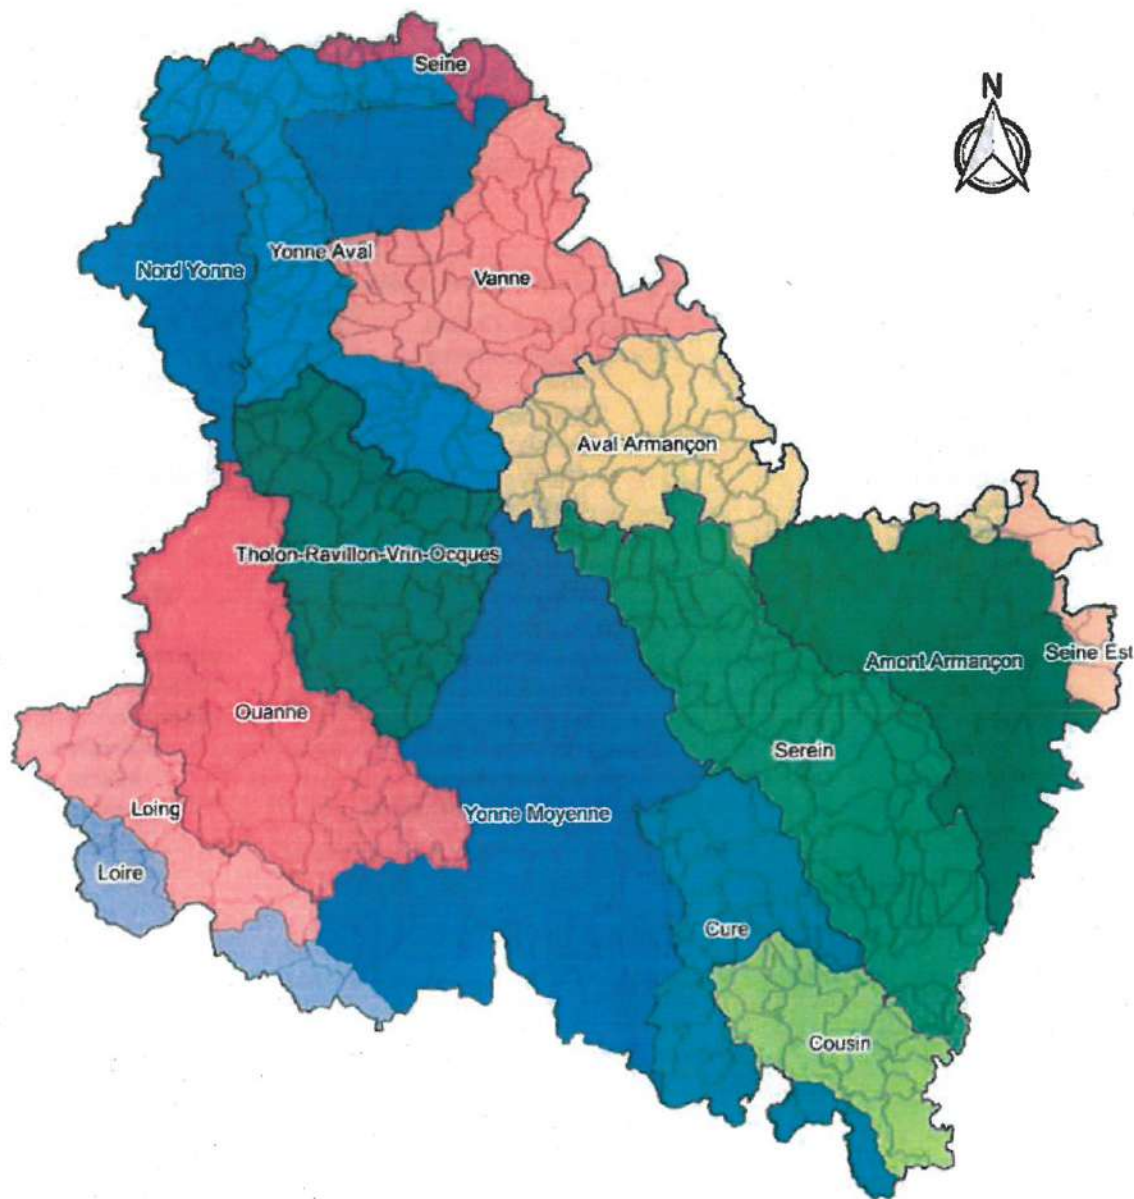 Seine
N
Yonne Aval
Nord Yonne
Vanne
Aval Armançon
Tholon-Ravillon-Vrin-Ocques
Seine Est
Amont Armançon
Ouanne
Serein
Loing
Yonne Moyenne
Loire
Cure
Cousin